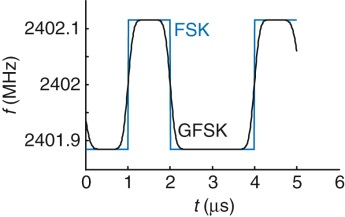 f (MHz)
2402.1
2402
2401.9
FSK
GFSK
0 1 2 3 4 5 6
t (μs)